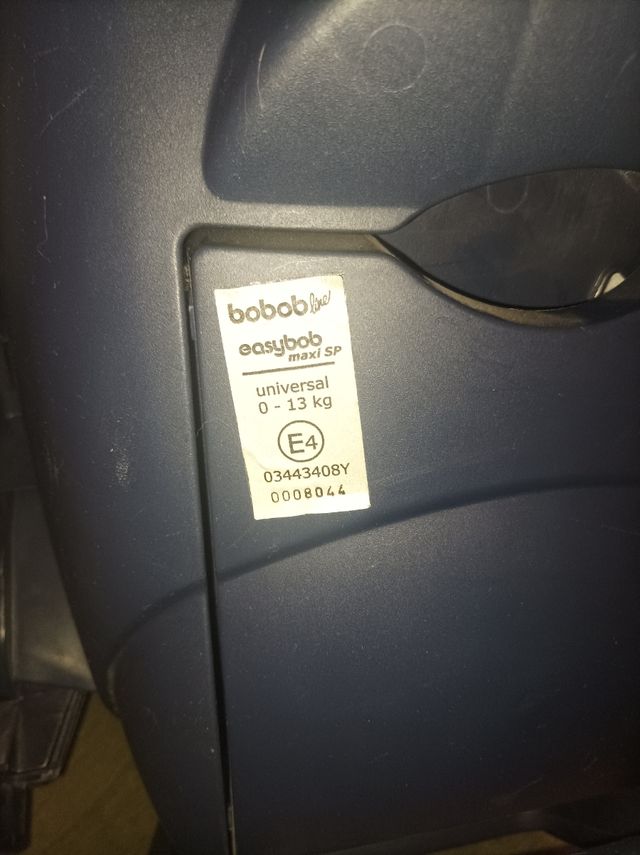 bobob line
easybob
maxi SP
universal
0 - 13 kg
E4
03443408Y
0008044